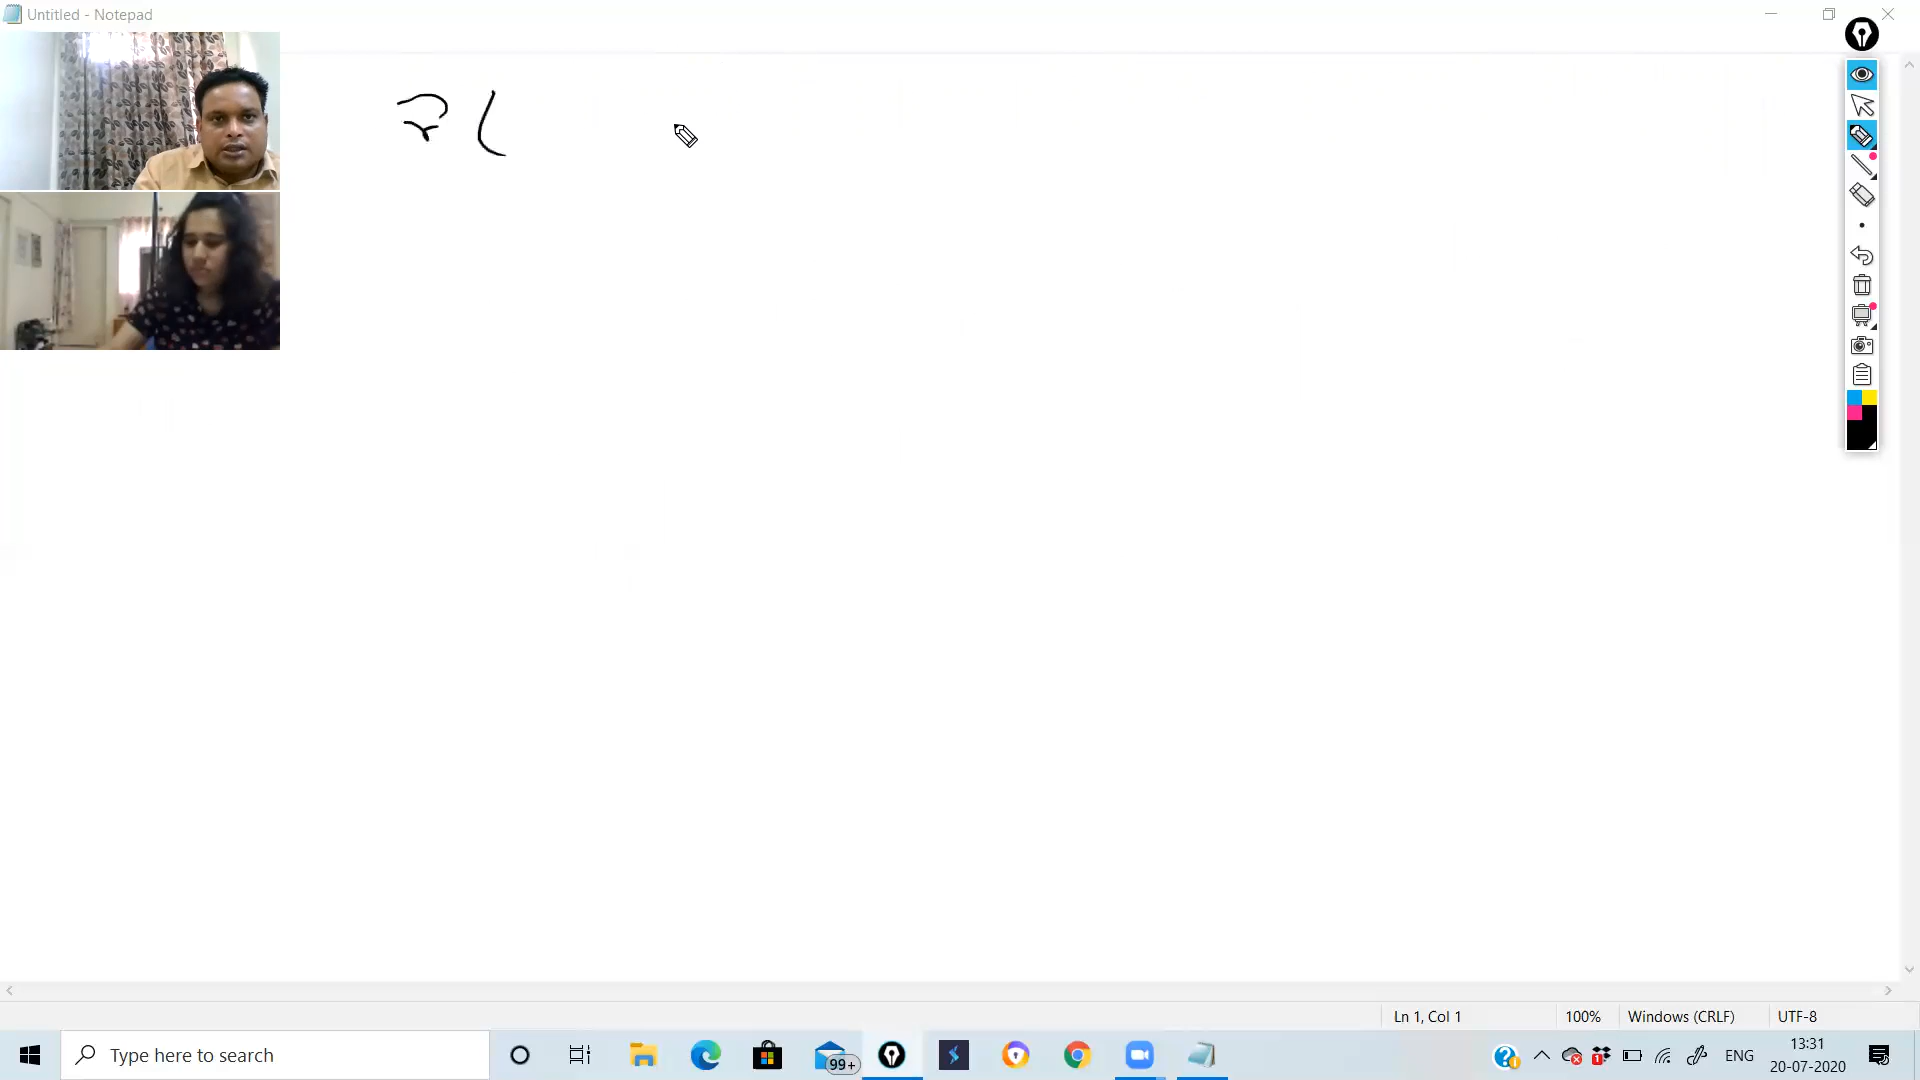 Untitled - Notepad
Ln 1, Col 1
100%
Windows (CRLF)
UTF-8
Type here to search
99+
1
ENG
13:31
20-07-2020